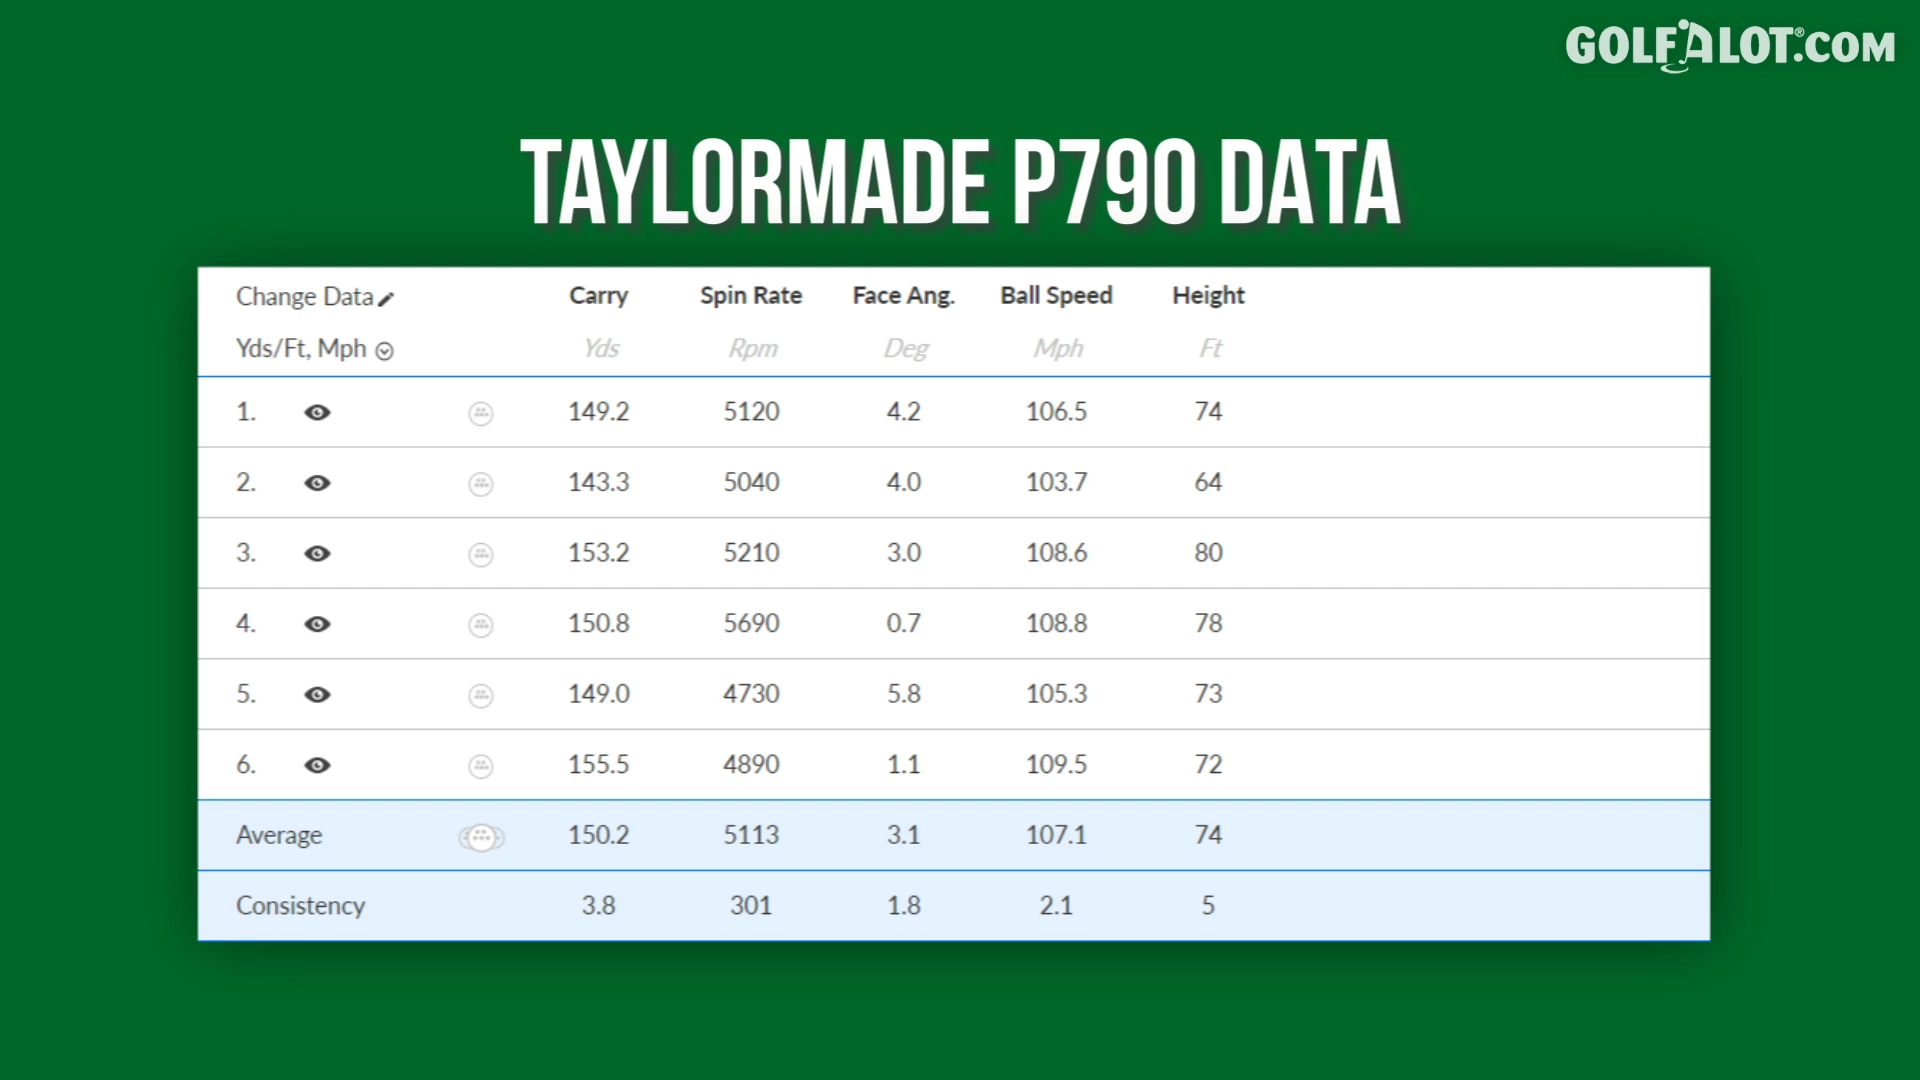 GOLFALOT®.COM
TAYLORMADE P790 DATA
Change Data Carry Spin Rate Face Ang. Ball Speed Height
Yds/Ft, Mph Yds Rpm Deg Mph Ft
1. 149.2 5120 4.2 106.5 74
2. 143.3 5040 4.0 103.7 64
3. 153.2 5210 3.0 108.6 80
4. 150.8 5690 0.7 108.8 78
5. 149.0 4730 5.8 105.3 73
6. 155.5 4890 1.1 109.5 72
Average 150.2 5113 3.1 107.1 74
Consistency 3.8 301 1.8 2.1 5